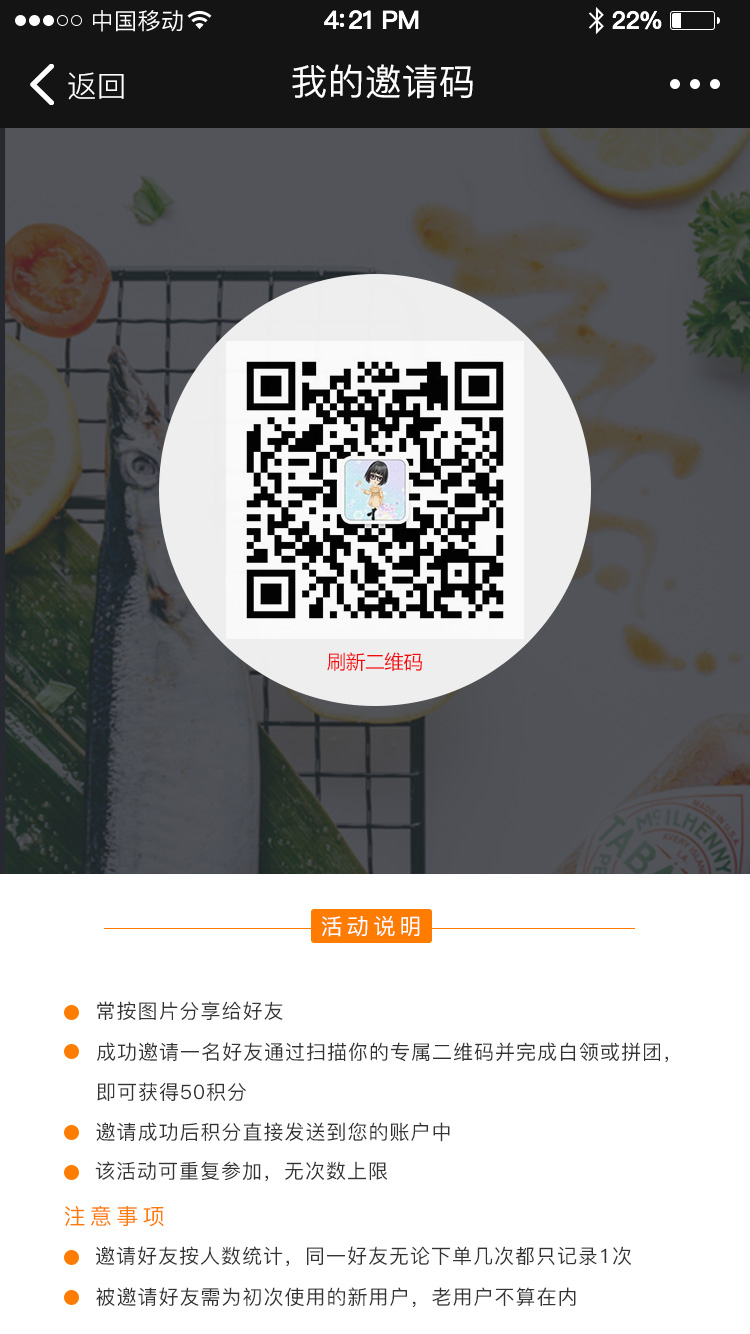 中国移动
4:21 PM
22%
返回
我的邀请码
刷新二维码
MADE IN U.S.A.
McILHENNY
TABA
活动说明
常按图片分享给好友
成功邀请一名好友通过扫描你的专属二维码并完成白领或拼团，
即可获得50积分
邀请成功后积分直接发送到您的账户中
该活动可重复参加，无次数上限
注意事项
邀请好友按人数统计，同一好友无论下单几次都只记录1次
被邀请好友需为初次使用的新用户，老用户不算在内